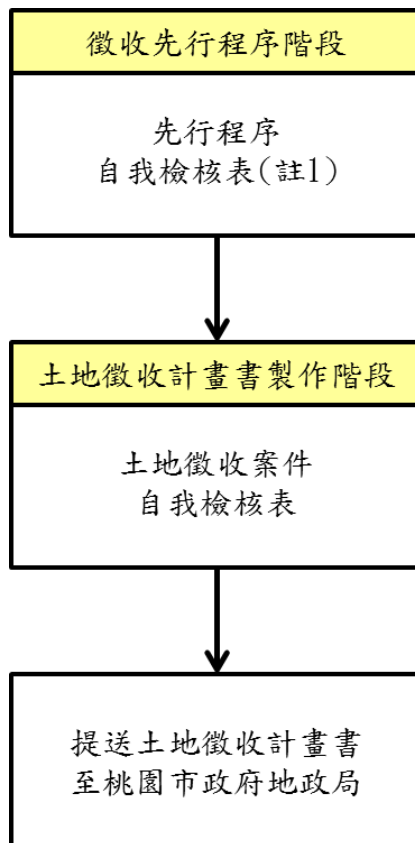 徵收先行程序階段
先行程序
自我檢核表(註1)
土地徵收計畫書製作階段
土地徵收案件
自我檢核表
提送土地徵收計畫書
至桃園市政府地政局